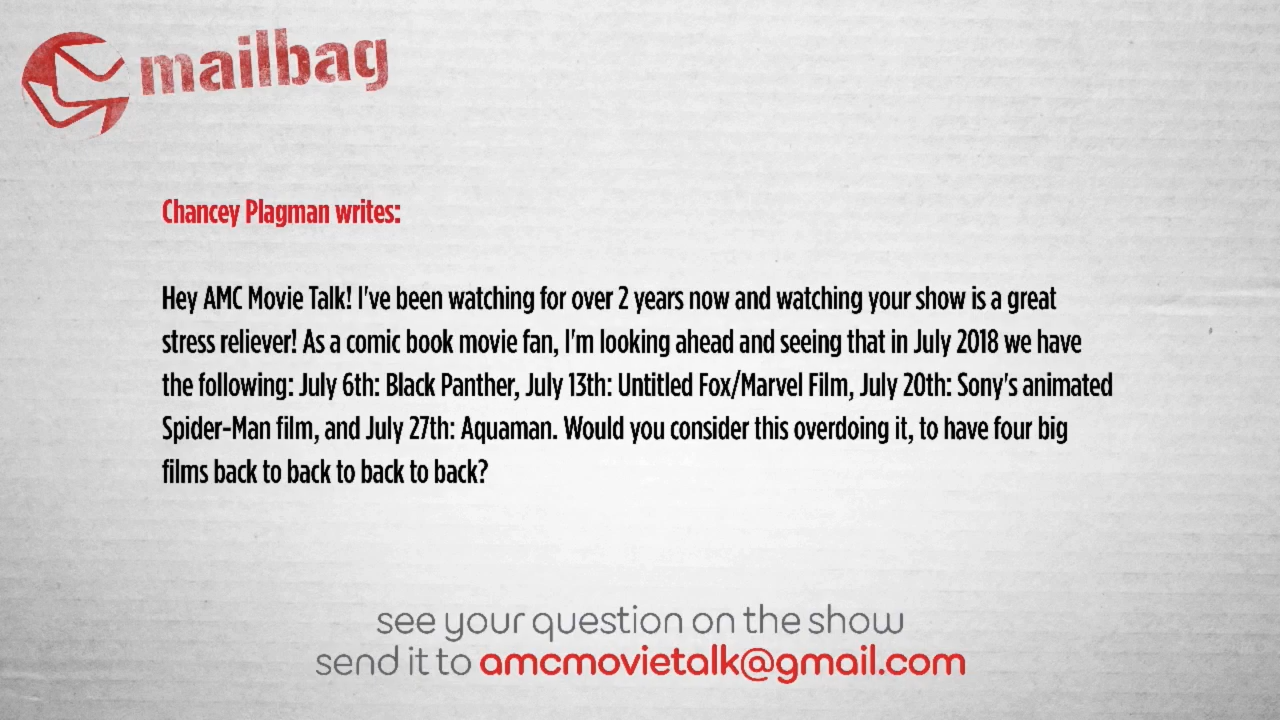 mailbag
Chancey Plagman writes:
Hey AMC Movie Talk! I've been watching for over 2 years now and watching your show is a great
stress reliever! As a comic book movie fan, I'm looking ahead and seeing that in July 2018 we have
the following: July 6th: Black Panther, July 13th: Untitled Fox/Marvel Film, July 20th: Sony's animated
Spider-Man film, and July 27th: Aquaman. Would you consider this overdoing it, to have four big
films back to back to back to back?
see your question on the show
send it to amcmovietalk@gmail.com